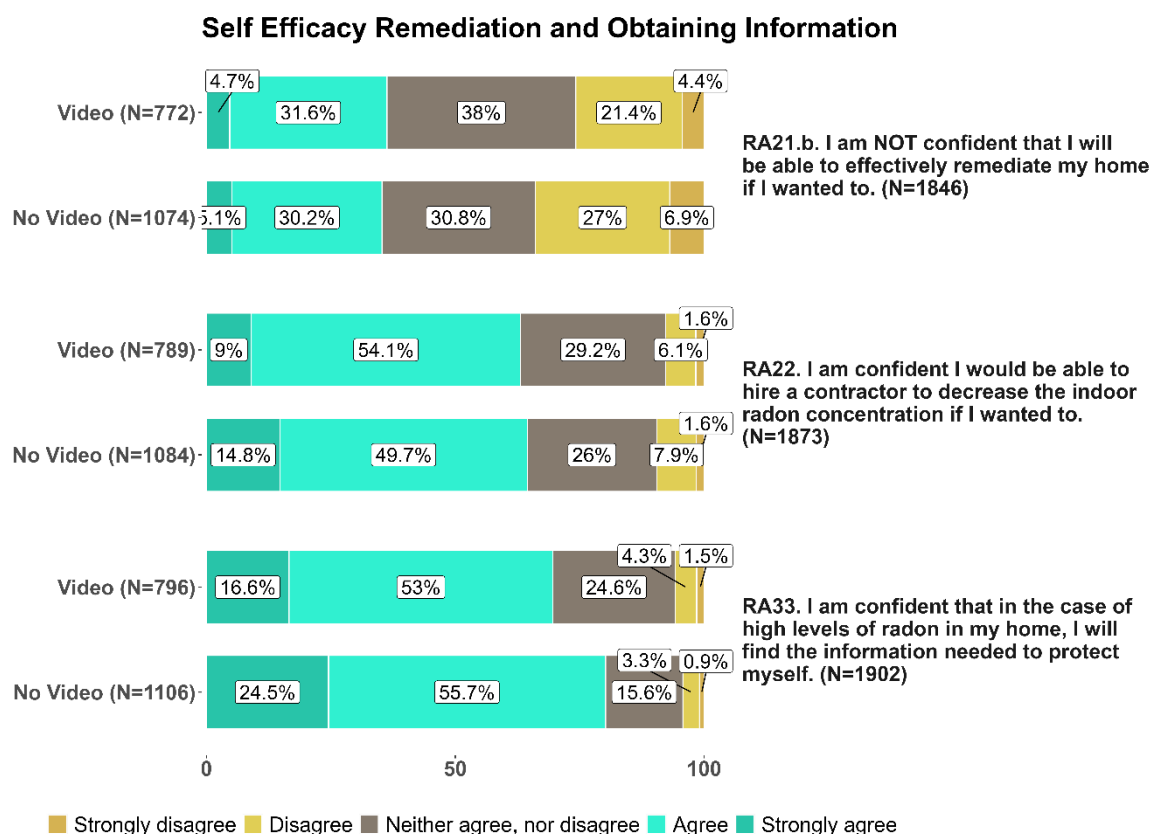 Self Efficacy Remediation and Obtaining Information
4.7%
4.4%
Video (N=772)
31.6%
38%
21.4%
RA21.b. I am NOT confident that I will
be able to effectively remediate my home
if I wanted to. (N=1846)
No Video (N=1074)
5.1%
30.2%
30.8%
27%
6.9%
1.6%
Video (N=789)
9%
54.1%
29.2%
6.1%
RA22. I am confident I would be able to
hire a contractor to decrease the indoor
radon concentration if I wanted to.
(N=1873)
1.6%
No Video (N=1084)
14.8%
49.7%
26%
7.9%
4.3%
1.5%
Video (N=796)
16.6%
53%
24.6%
RA33. I am confident that in the case of
high levels of radon in my home, I will
find the information needed to protect
myself. (N=1902)
3.3%
0.9%
No Video (N=1106)
24.5%
55.7%
15.6%
0
50
100
Strongly disagree
Disagree
Neither agree, nor disagree
Agree
Strongly agree